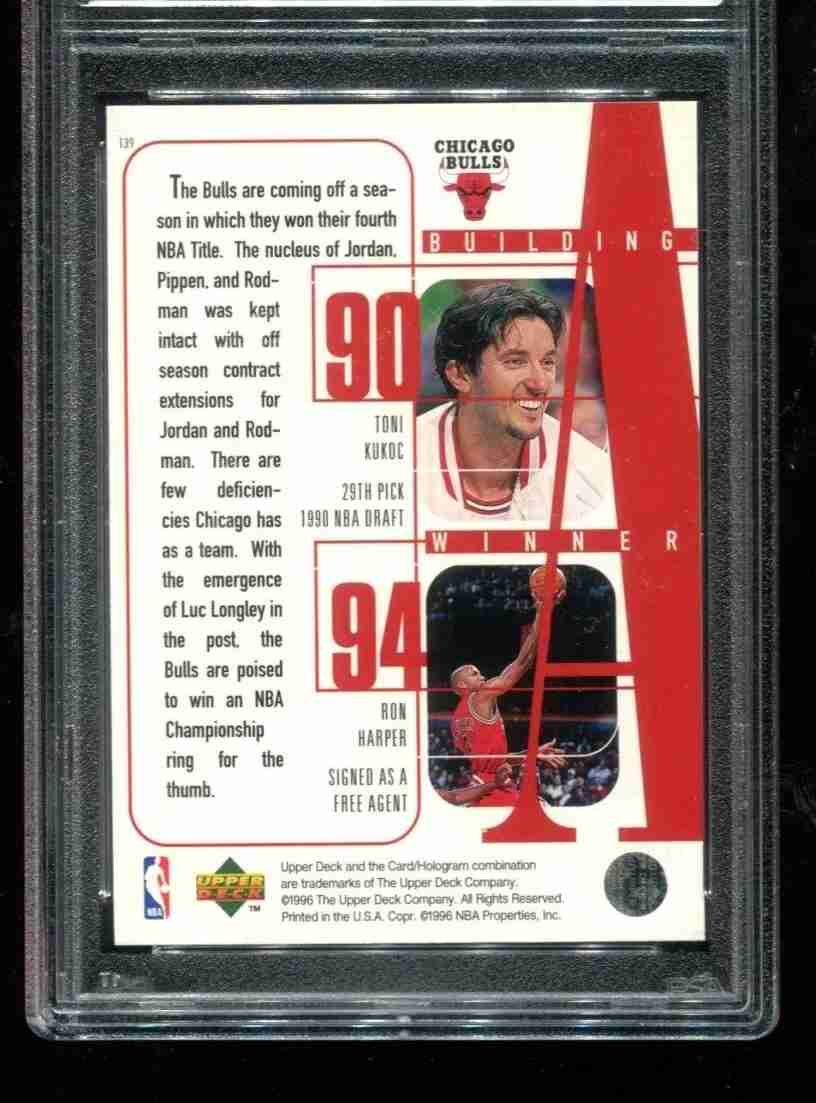 139
The Bulls are coming off a sea-
son in which they won their fourth
NBA Title. The nucleus of Jordan,
Pippen, and Rod-
man was kept
intact with off
season contract
extensions for
Jordan and Rod-
man. There are
few deficien-
cies Chicago has
as a team. With
the emergence
of Luc Longley in
the post, the
Bulls are poised
to win an NBA
Championship
ring for the
thumb.
CHICAGO
BULLS
BUILDING
A
90
TONI
KUKOC
29TH PICK
1990 NBA DRAFT
WINNER
94
RON
HARPER
SIGNED AS A
FREE AGENT
NBA
UPPER
DECK
TM
Upper Deck and the Card/Hologram combination
are trademarks of The Upper Deck Company.
©1996 The Upper Deck Company. All Rights Reserved.
Printed in the U.S.A. Copr. ©1996 NBA Properties, Inc.
PSA